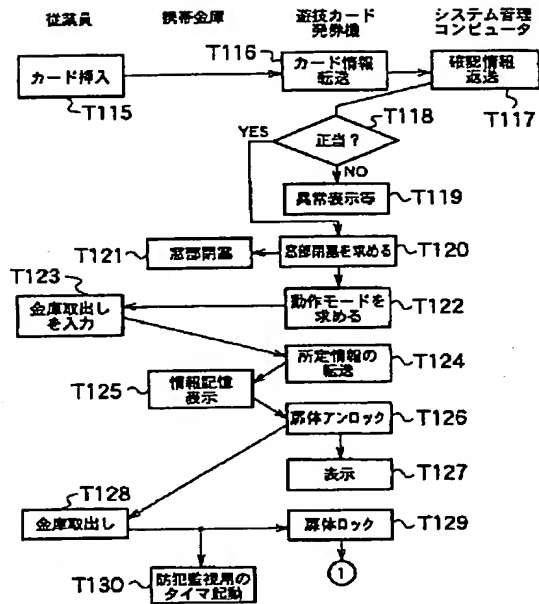 従業員
携帯金庫
遊技カード
発券機
システム管理
コンピュータ
カード挿入
T115
T116
カード情報
転送
確認情報
返送
T117
T118
正当?
YES
NO
異常表示等
T119
T121
窓部閉塞
窓部閉塞を求める
T120
T123
金庫取出し
を入力
動作モードを
求める
T122
所定情報の
転送
T124
T125
情報記憶
表示
扉体アンロック
T126
表示
T127
T128
金庫取出し
扉体ロック
T129
T130
防犯監視用の
タイマ起動
1